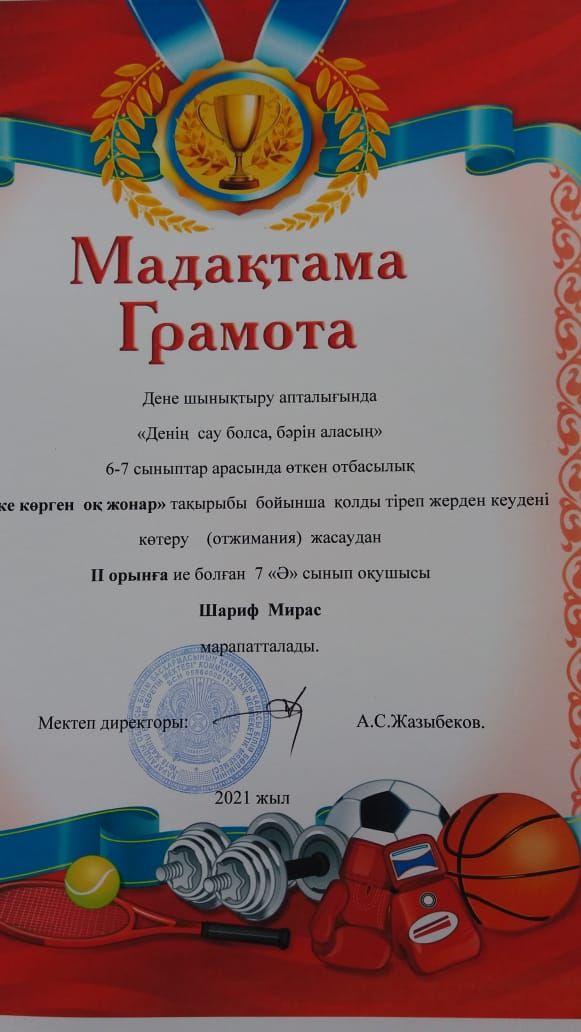 Мадақтама
Грамота
Дене шынықтыру апталығында
«Денің сау болса, бәрін аласың»
6-7 сыныптар арасында өткен отбасылық
көрген оқ жонар» тақырыбы бойынша қолды тіреп жерден кеудені
көтеру (отжимания) жасаудан
II орынға ие болған 7 «Ә» сынып оқушысы
Шариф Мирас
марапатталады.
Мектеп директоры: А.С.Жазыбеков.
2021 жыл